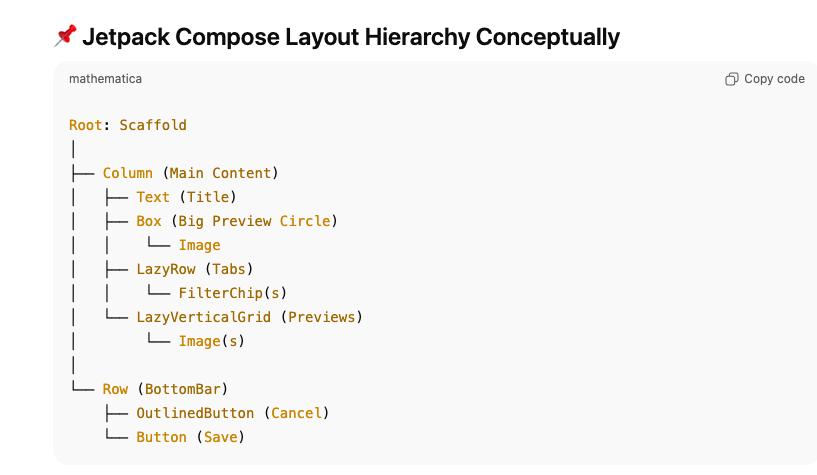 📌 Jetpack Compose Layout Hierarchy Conceptually
mathematica
Copy code
Root: Scaffold
│
├── Column (Main Content)
│   ├── Text (Title)
│   ├── Box (Big Preview Circle)
│   │    └── Image
│   ├── LazyRow (Tabs)
│   │    └── FilterChip(s)
│   └── LazyVerticalGrid (Previews)
│        └── Image(s)
│
└── Row (BottomBar)
    ├── OutlinedButton (Cancel)
    └── Button (Save)